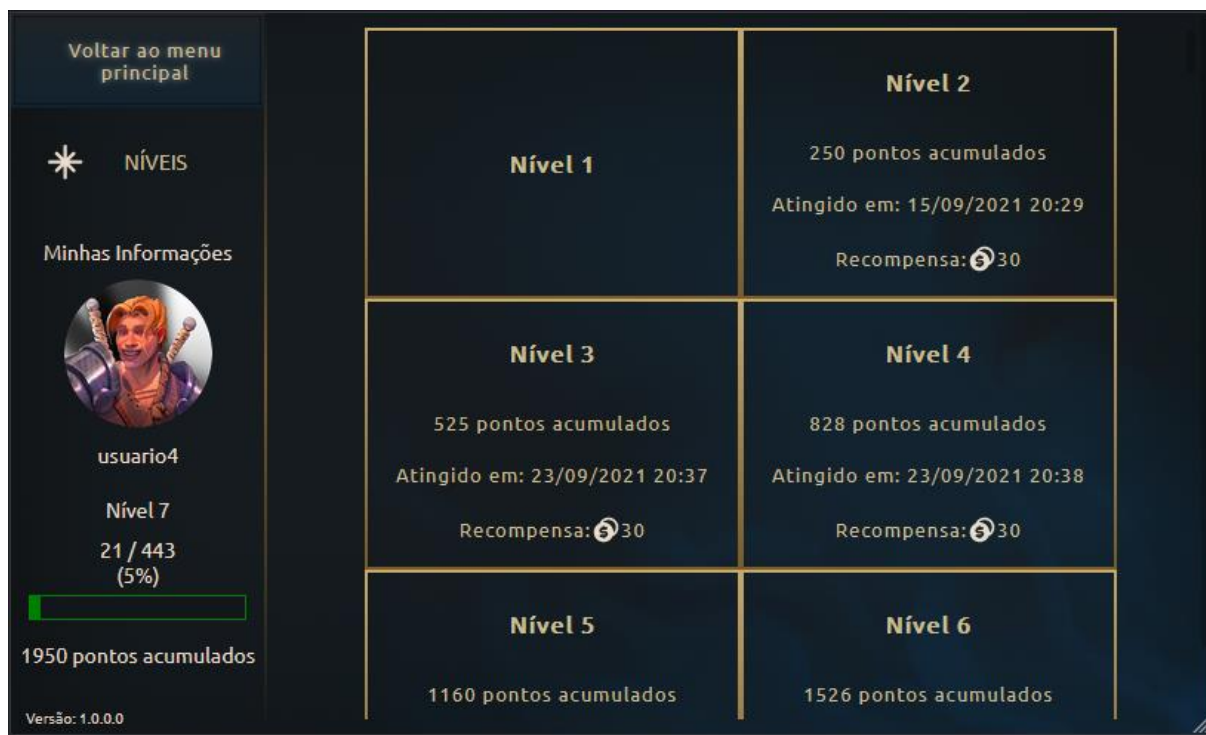 Voltar ao menu
principal
NÍVEIS
Minhas Informações
usuario4
Nível 7
21 / 443
(5%)
1950 pontos acumulados
Versão: 1.0.0.0
Nível 1
Nível 2
250 pontos acumulados
Atingido em: 15/09/2021 20:29
Recompensa: 30
Nível 3
525 pontos acumulados
Atingido em: 23/09/2021 20:37
Recompensa: 30
Nível 4
828 pontos acumulados
Atingido em: 23/09/2021 20:38
Recompensa: 30
Nível 5
1160 pontos acumulados
Nível 6
1526 pontos acumulados